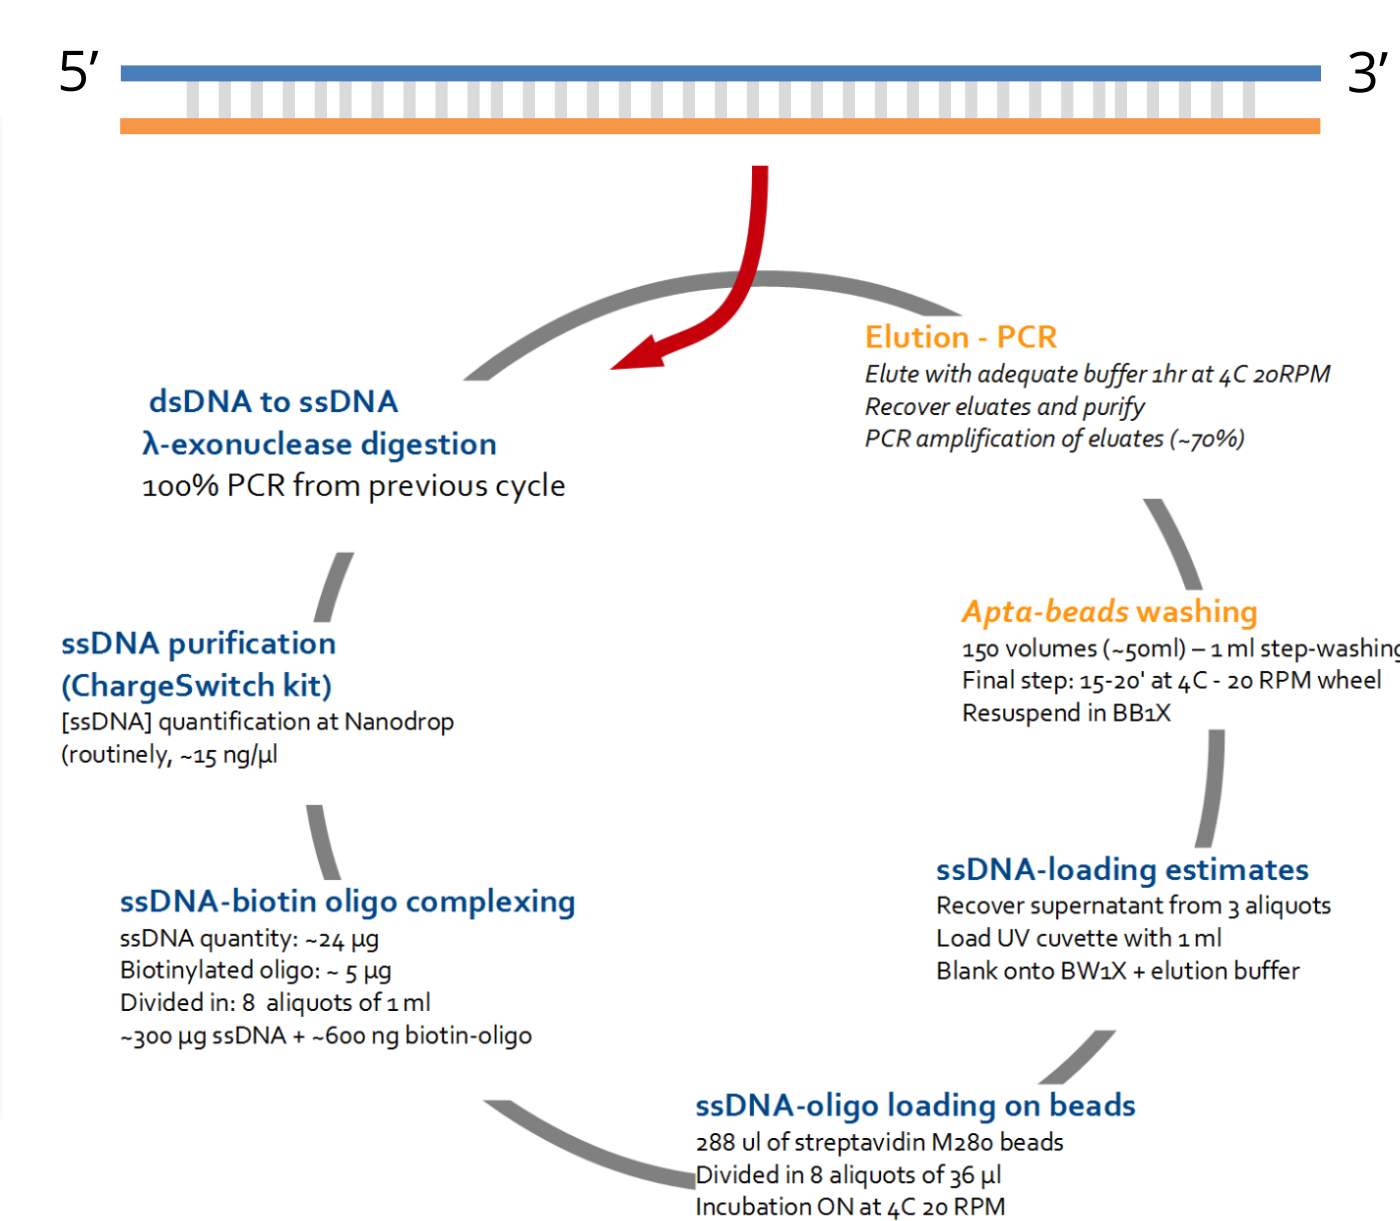 5’
3’
Elution - PCR
Elute with adequate buffer 1hr at 4C 20RPM
Recover eluates and purify
PCR amplification of eluates (~70%)
dsDNA to ssDNA
λ-exonuclease digestion
100% PCR from previous cycle
Apta-beads washing
150 volumes (~50ml) – 1 ml step-washing
Final step: 15-20' at 4C - 20 RPM wheel
Resuspend in BB1X
ssDNA purification
(ChargeSwitch kit)
[ssDNA] quantification at Nanodrop
(routinely, ~15 ng/µl
ssDNA-loading estimates
Recover supernatant from 3 aliquots
Load UV cuvette with 1 ml
Blank onto BW1X + elution buffer
ssDNA-biotin oligo complexing
ssDNA quantity: ~24 µg
Biotinylated oligo: ~ 5 µg
Divided in: 8 aliquots of 1 ml
~300 µg ssDNA + ~600 ng biotin-oligo
ssDNA-oligo loading on beads
288 ul of streptavidin M280 beads
Divided in 8 aliquots of 36 µl
Incubation ON at 4C 20 RPM